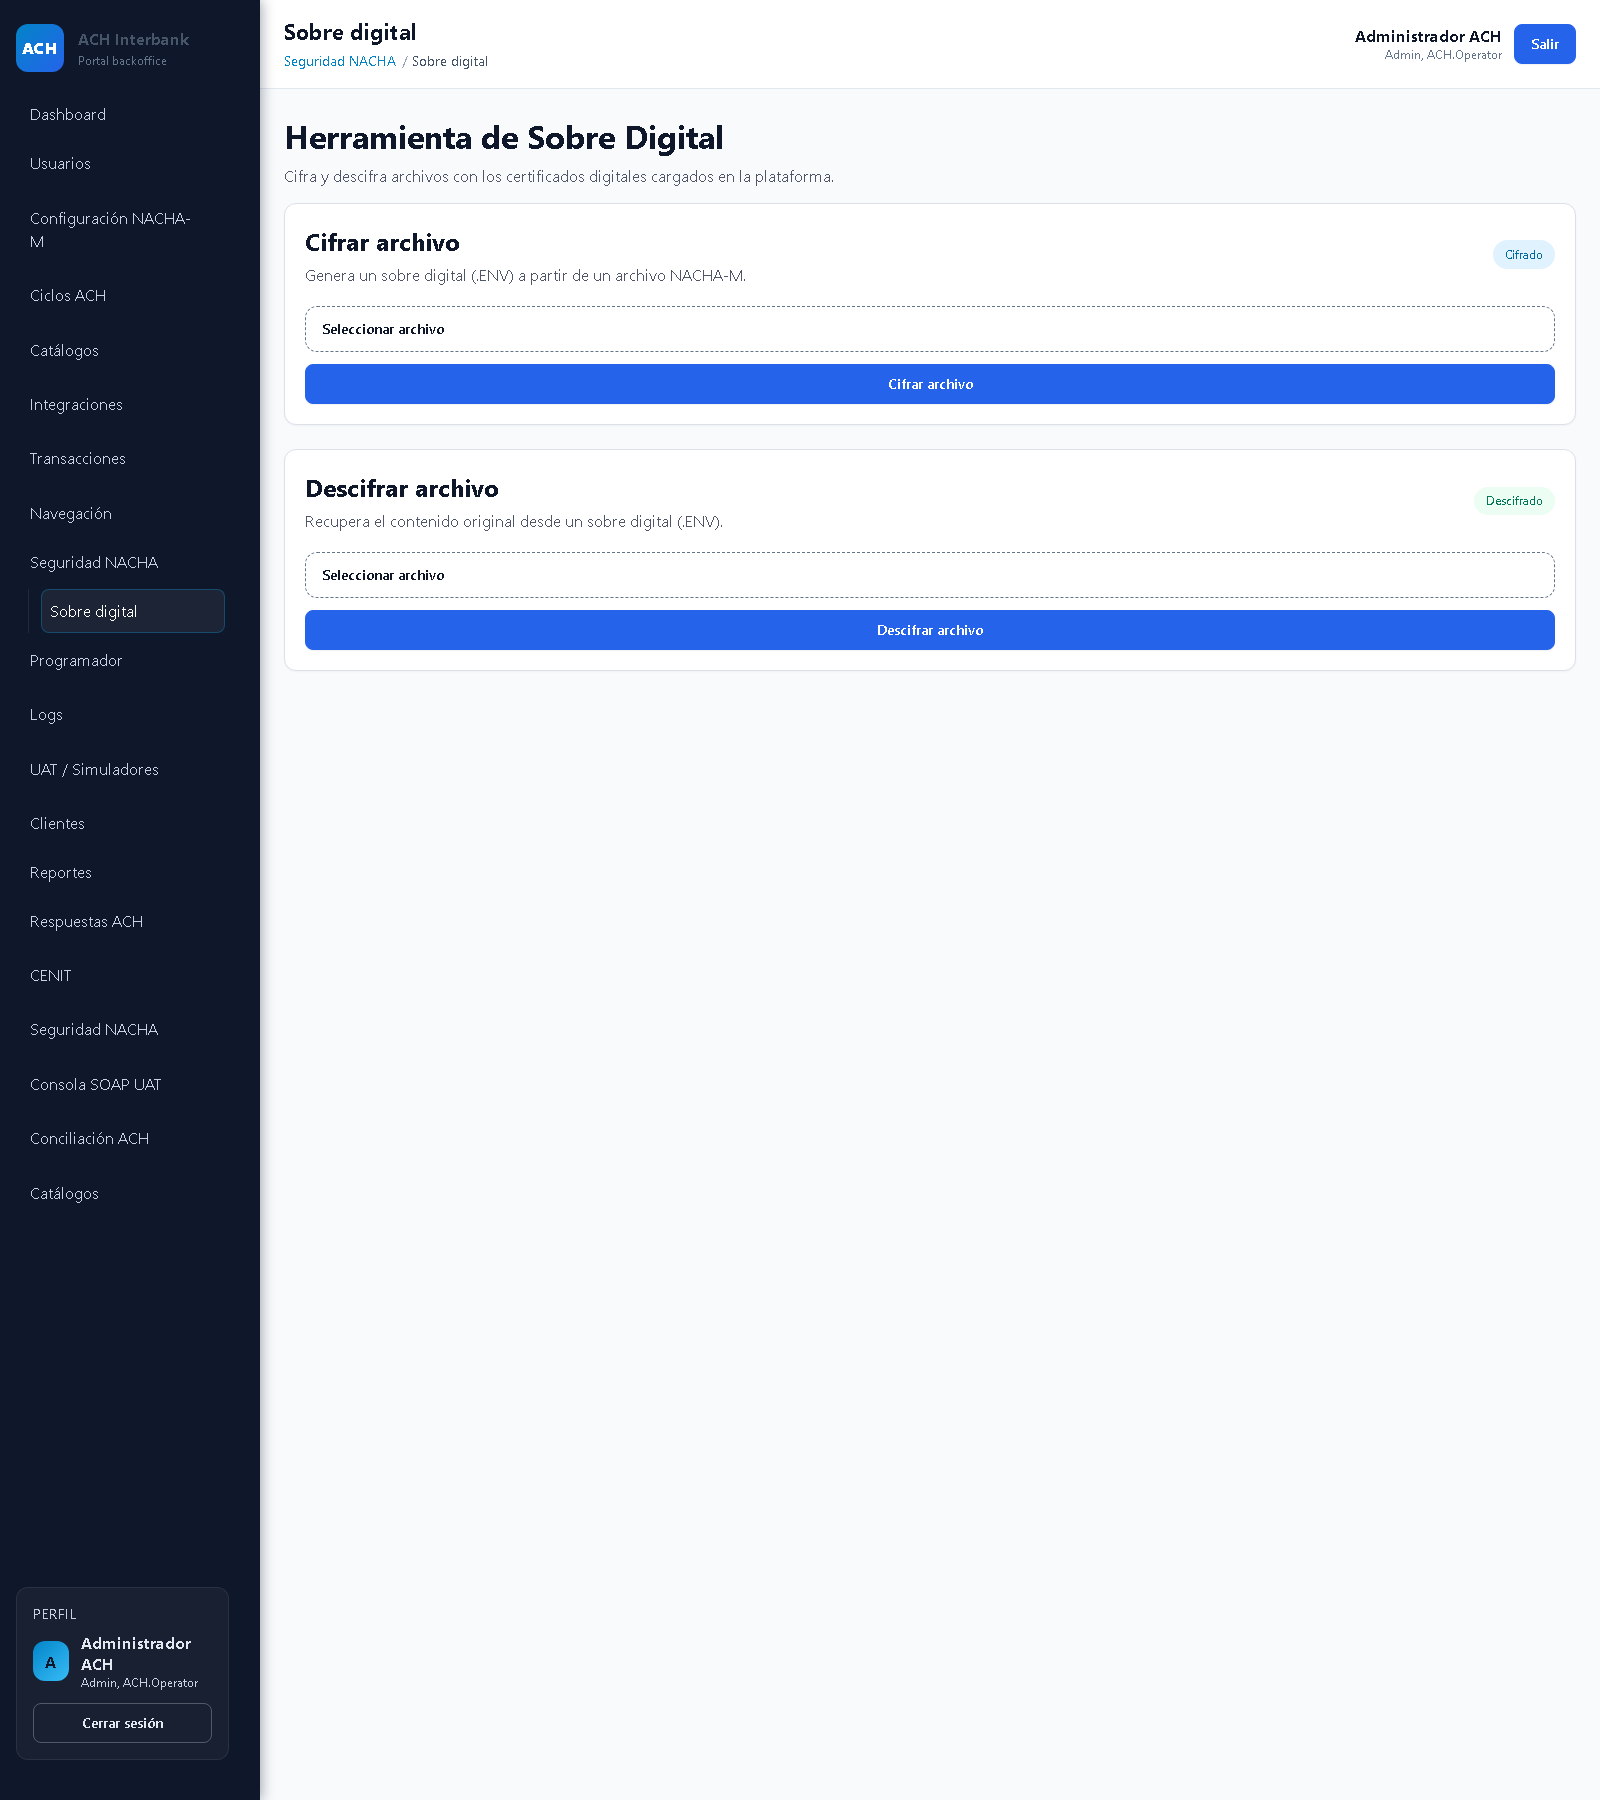 ACH
ACH Interbank
Portal backoffice
Dashboard
Usuarios
Configuración NACHA-
M
Ciclos ACH
Catálogos
Integraciones
Transacciones
Navegación
Seguridad NACHA
Sobre digital
Programador
Logs
UAT / Simuladores
Clientes
Reportes
Respuestas ACH
CENIT
Seguridad NACHA
Consola SOAP UAT
Conciliación ACH
Catálogos
PERFIL
A
Administrador
ACH
Admin, ACH.Operator
Cerrar sesión
Sobre digital
Seguridad NACHA / Sobre digital
Administrador ACH
Admin, ACH.Operator
Salir
Herramienta de Sobre Digital
Cifra y descifra archivos con los certificados digitales cargados en la plataforma.
Cifrar archivo
Genera un sobre digital (.ENV) a partir de un archivo NACHA-M.
Cifrado
Seleccionar archivo
Cifrar archivo
Descifrar archivo
Recupera el contenido original desde un sobre digital (.ENV).
Descifrado
Seleccionar archivo
Descifrar archivo